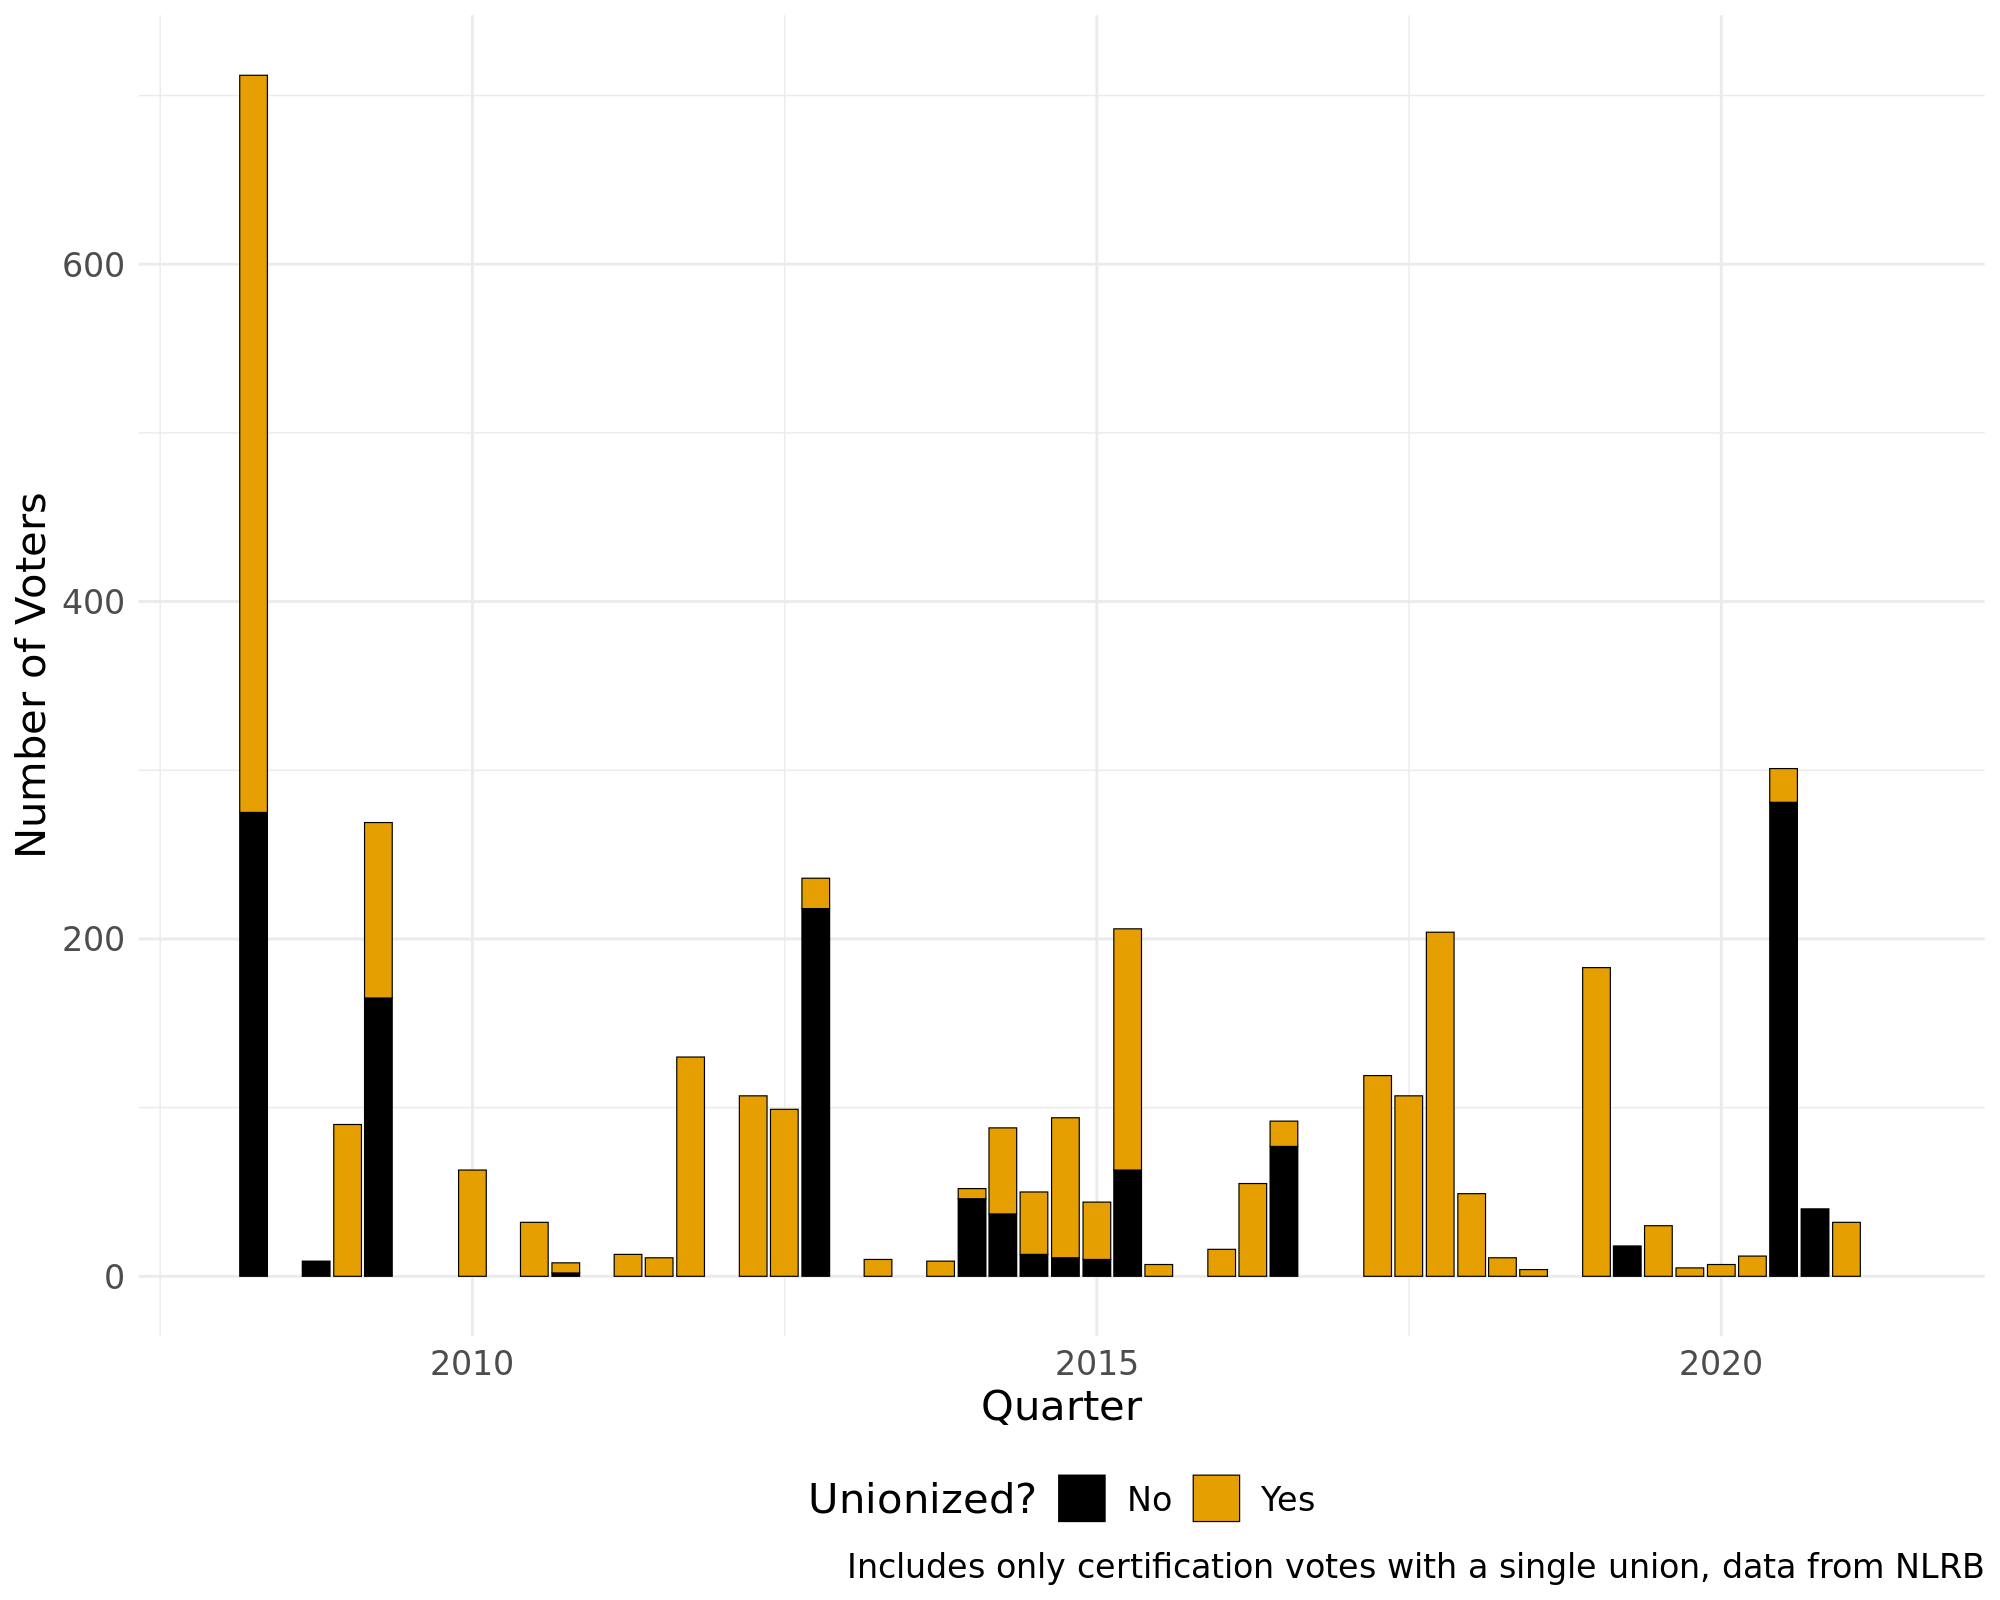 600
400
200
0
Number of Voters
2010 2015 2020
Quarter
Unionized? No Yes
Includes only certification votes with a single union, data from NLRB